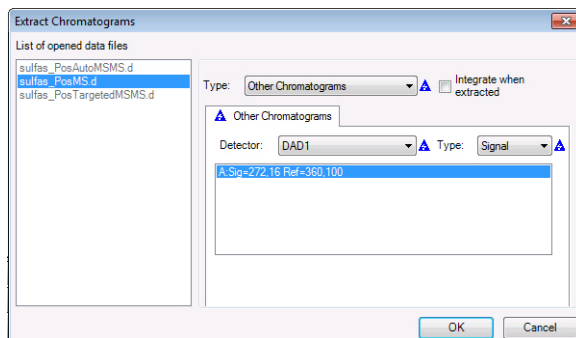 Extract Chromatograms
List of opened data files
sulfas_PosAutoMSMS.d
sulfas_PosMS.d
sulfas_PosTargetedMSMS.d
Type: Other Chromatograms Integrate when extracted
Other Chromatograms
Detector: DAD1 Type: Signal
A:Sig=272,16 Ref=360,100
OK Cancel